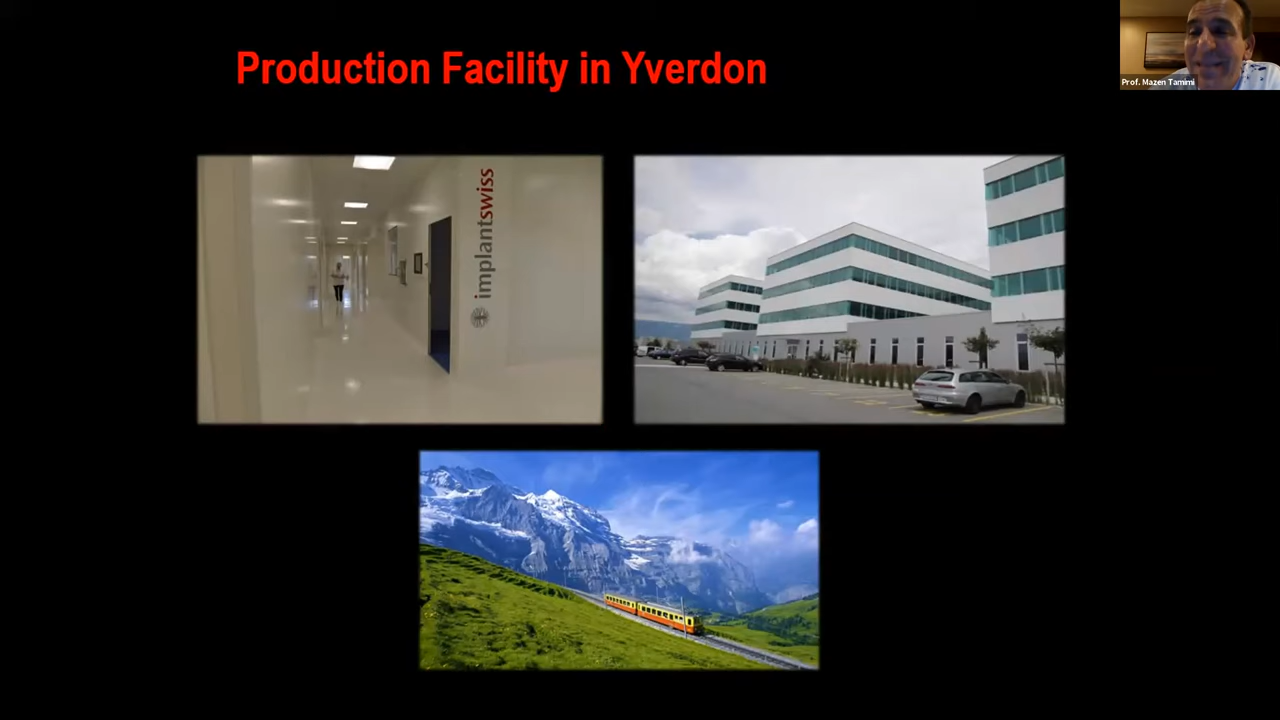 Production Facility in Yverdon
Prof. Mazen Tamimi
implantswiss